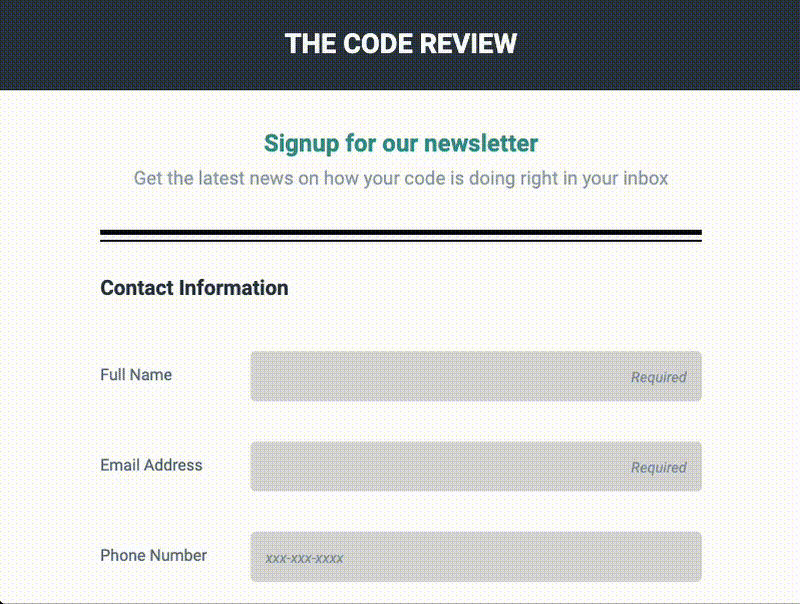 THE CODE REVIEW
Signup for our newsletter
Get the latest news on how your code is doing right in your inbox
Contact Information
Full Name
Required
Email Address
Required
Phone Number
xxx-xxx-xxxx